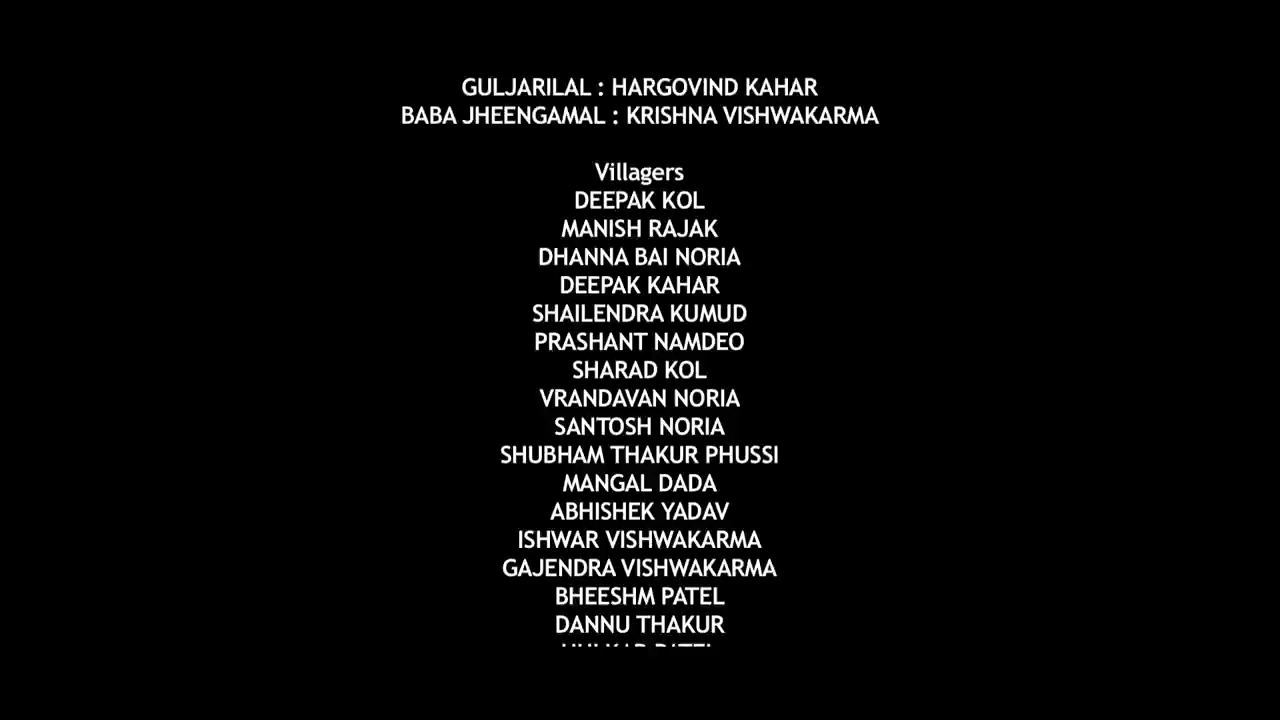 GULJARILAL : HARGOVIND KAHAR
BABA JHEENGAMAL : KRISHNA VISHWAKARMA
Villagers
DEEPAK KOL
MANISH RAJAK
DHANNA BAI NORIA
DEEPAK KAHAR
SHAILENDRA KUMUD
PRASHANT NAMDEO
SHARAD KOL
VRANDAVAN NORIA
SANTOSH NORIA
SHUBHAM THAKUR PHUSSI
MANGAL DADA
ABHISHEK YADAV
ISHWAR VISHWAKARMA
GAJENDRA VISHWAKARMA
BHEESHM PATEL
DANNU THAKUR